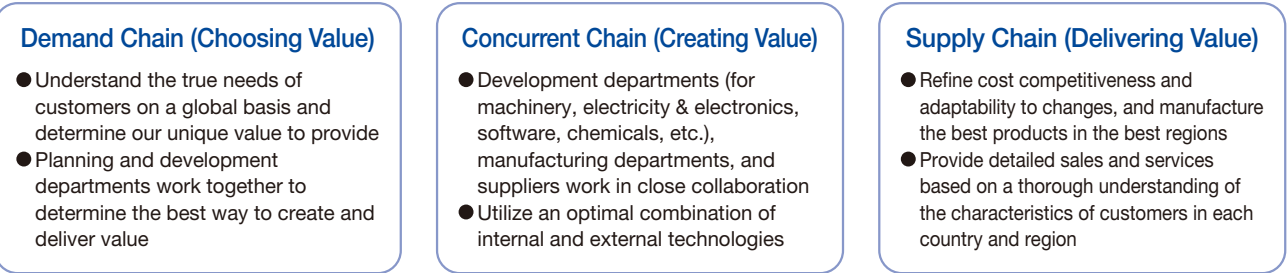 Demand Chain (Choosing Value)
● Understand the true needs of
customers on a global basis and
determine our unique value to provide
● Planning and development
departments work together to
determine the best way to create and
deliver value
Concurrent Chain (Creating Value)
● Development departments (for
machinery, electricity & electronics,
software, chemicals, etc.),
manufacturing departments, and
suppliers work in close collaboration
● Utilize an optimal combination of
internal and external technologies
Supply Chain (Delivering Value)
● Refine cost competitiveness and
adaptability to changes, and manufacture
the best products in the best regions
● Provide detailed sales and services
based on a thorough understanding of
the characteristics of customers in each
country and region